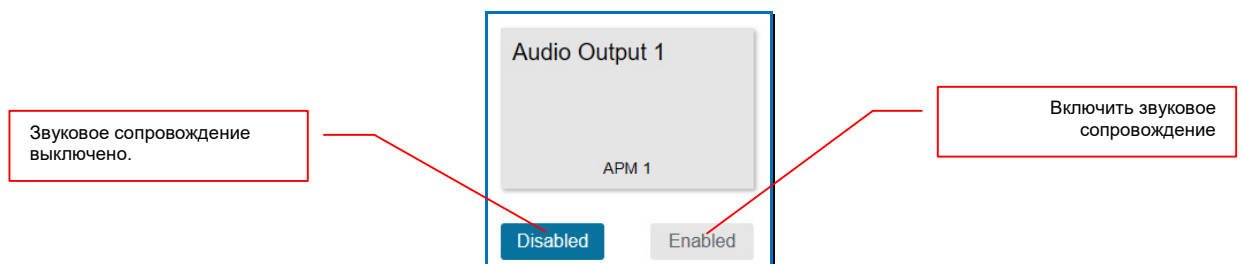 Audio Output 1
Звуковое сопровождение
выключено.
Включить звуковое
сопровождение
АРМ 1
Disabled
Enabled